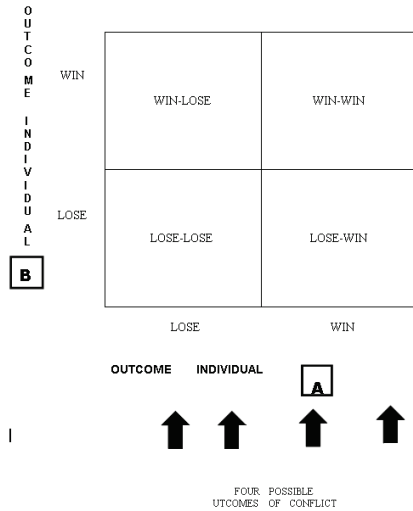 OUTCOME INDIVIDUAL
B
WIN
WIN-LOSE WIN-WIN
LOSE
LOSE-LOSE LOSE-WIN
LOSE WIN
OUTCOME INDIVIDUAL A
FOUR POSSIBLE
UTCOMES OF CONFLICT